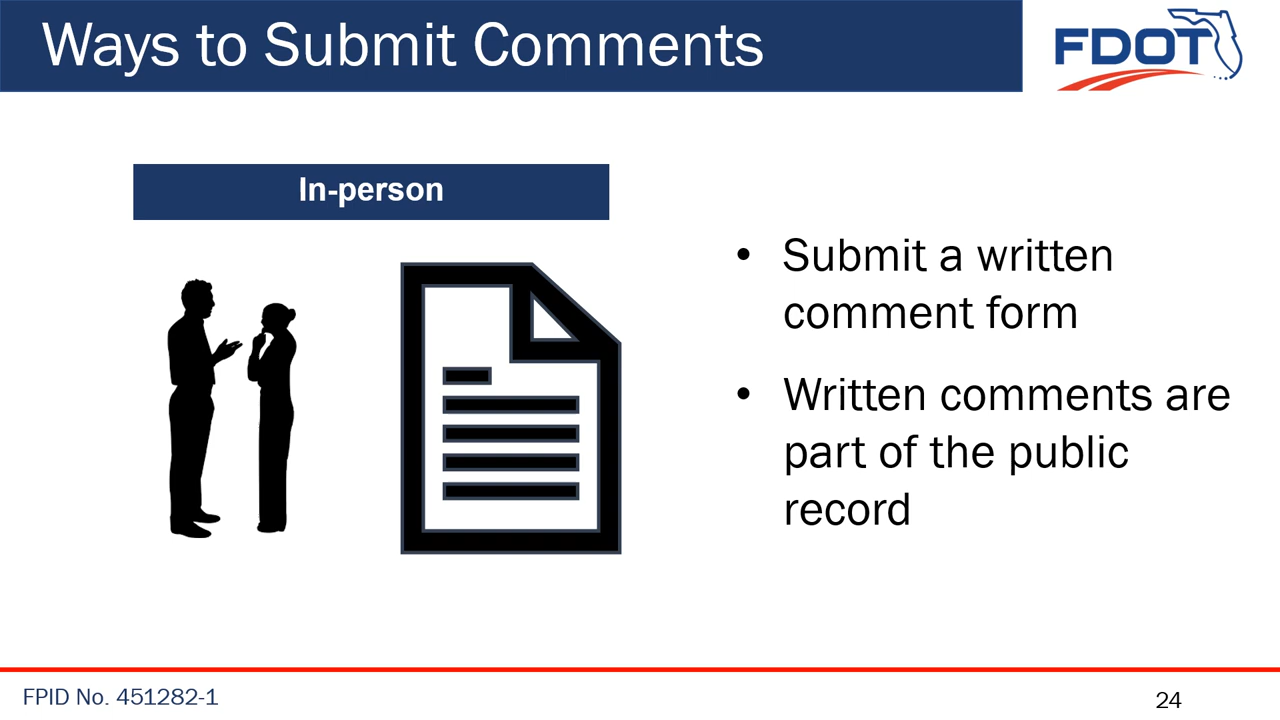 Ways to Submit Comments
FDOT
In-person
• Submit a written
comment form
• Written comments are
part of the public
record
FPID No. 451282-1
24